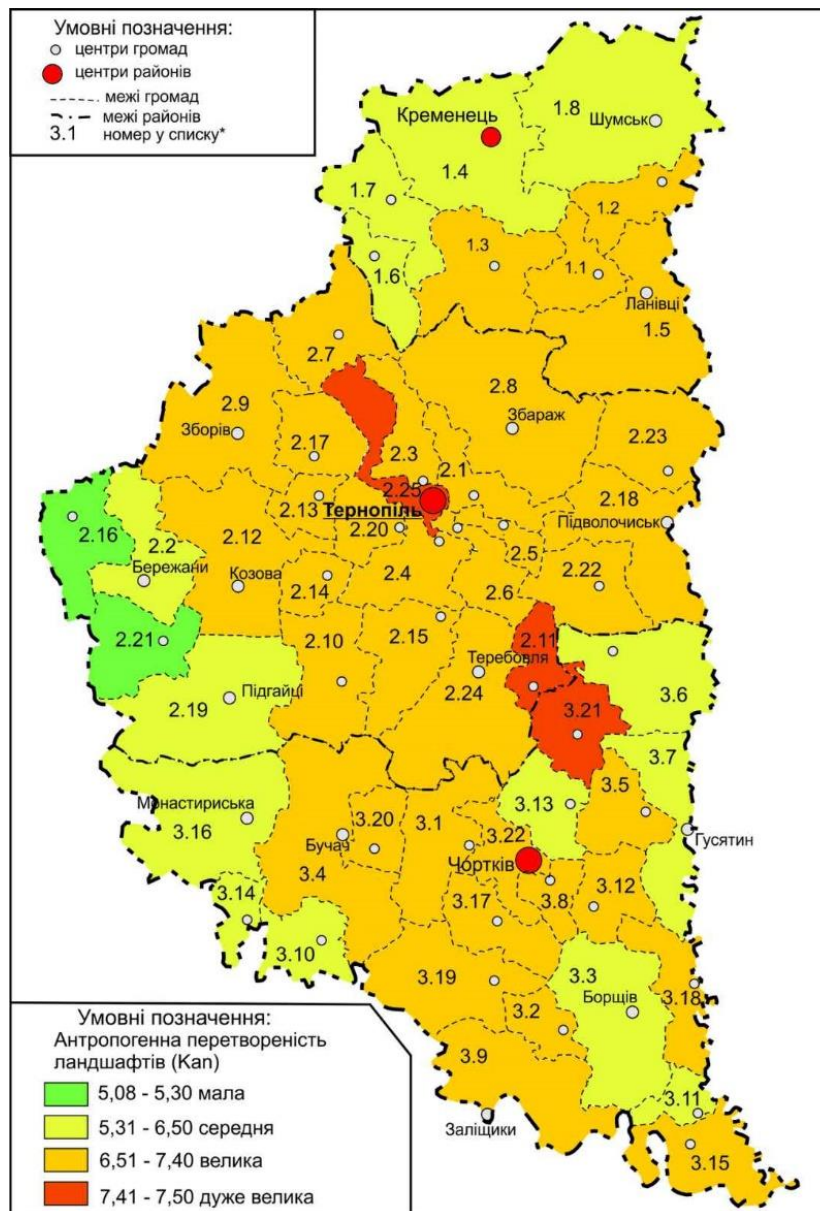 Умовні позначення:
центри громад
центри районів
межі громад
межі районів
3.1 номер у списку*
Кременець
1.8
Шумськ
1.4
1.7
1.2
1.3
1.1
1.6
Ланівці
1.5
2.7
2.8
2.9
Збараж
Зборів
2.17
2.3
2.1
2.23
2.25
2.13
Тернопіль
2.18
2.16
2.2
2.12
2.20
Підволочиськ
2.5
Бережани
Козова
2.4
2.22
2.14
2.6
2.21
2.10
2.15
2.11
Теребовля
2.24
2.19
Підгайці
3.21
3.6
3.7
3.13
3.5
Монастириська
3.16
3.20
3.1
3.22
Бучач
Гусятин
Чортків
3.4
3.8
3.12
3.14
3.17
3.10
3.3
3.19
Борщів
3.18
3.2
3.9
3.11
Заліщики
3.15
Умовні позначення:
Антропогенна перетвореність
ландшафтів (Kan)
5,08 - 5,30 мала
5,31 - 6,50 середня
6,51 - 7,40 велика
7,41 - 7,50 дуже велика